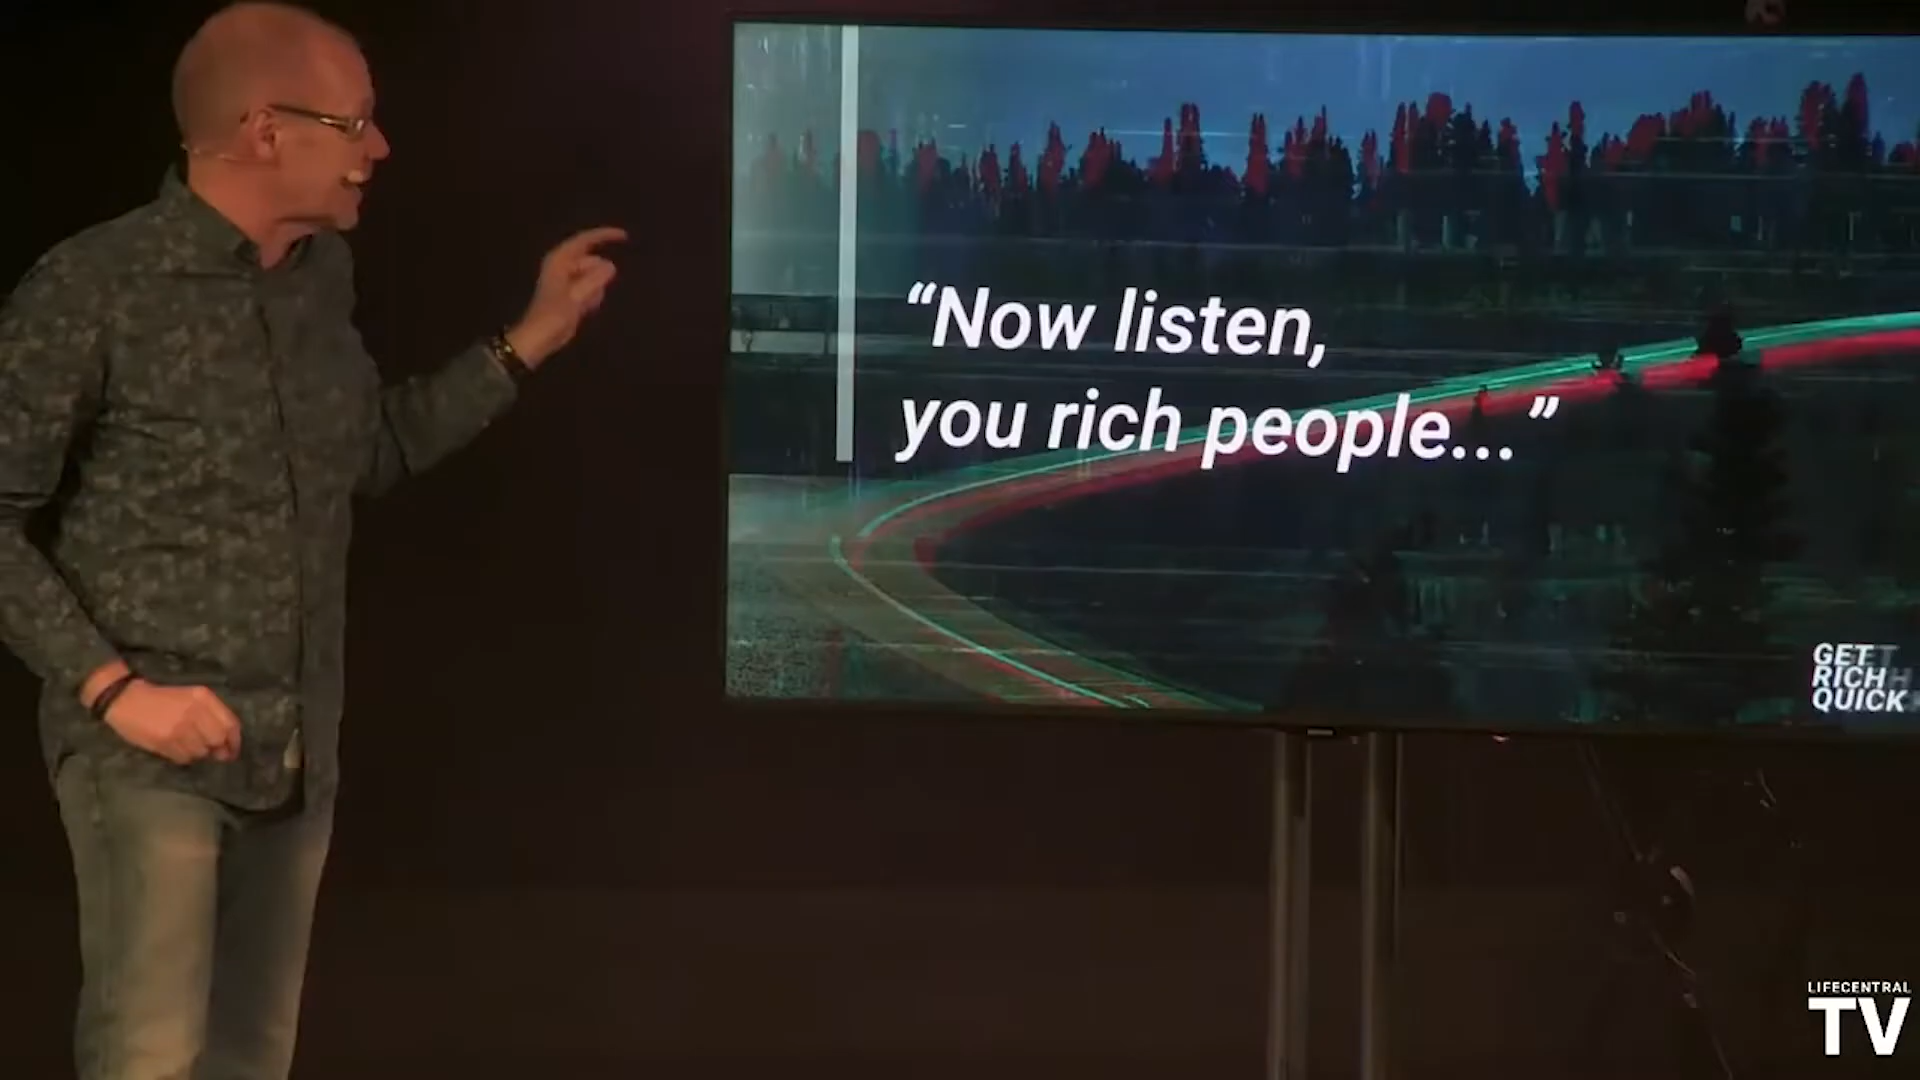 “Now listen,
you rich people...”
GET
RICH
QUICK
LIFECENTRAL
TV